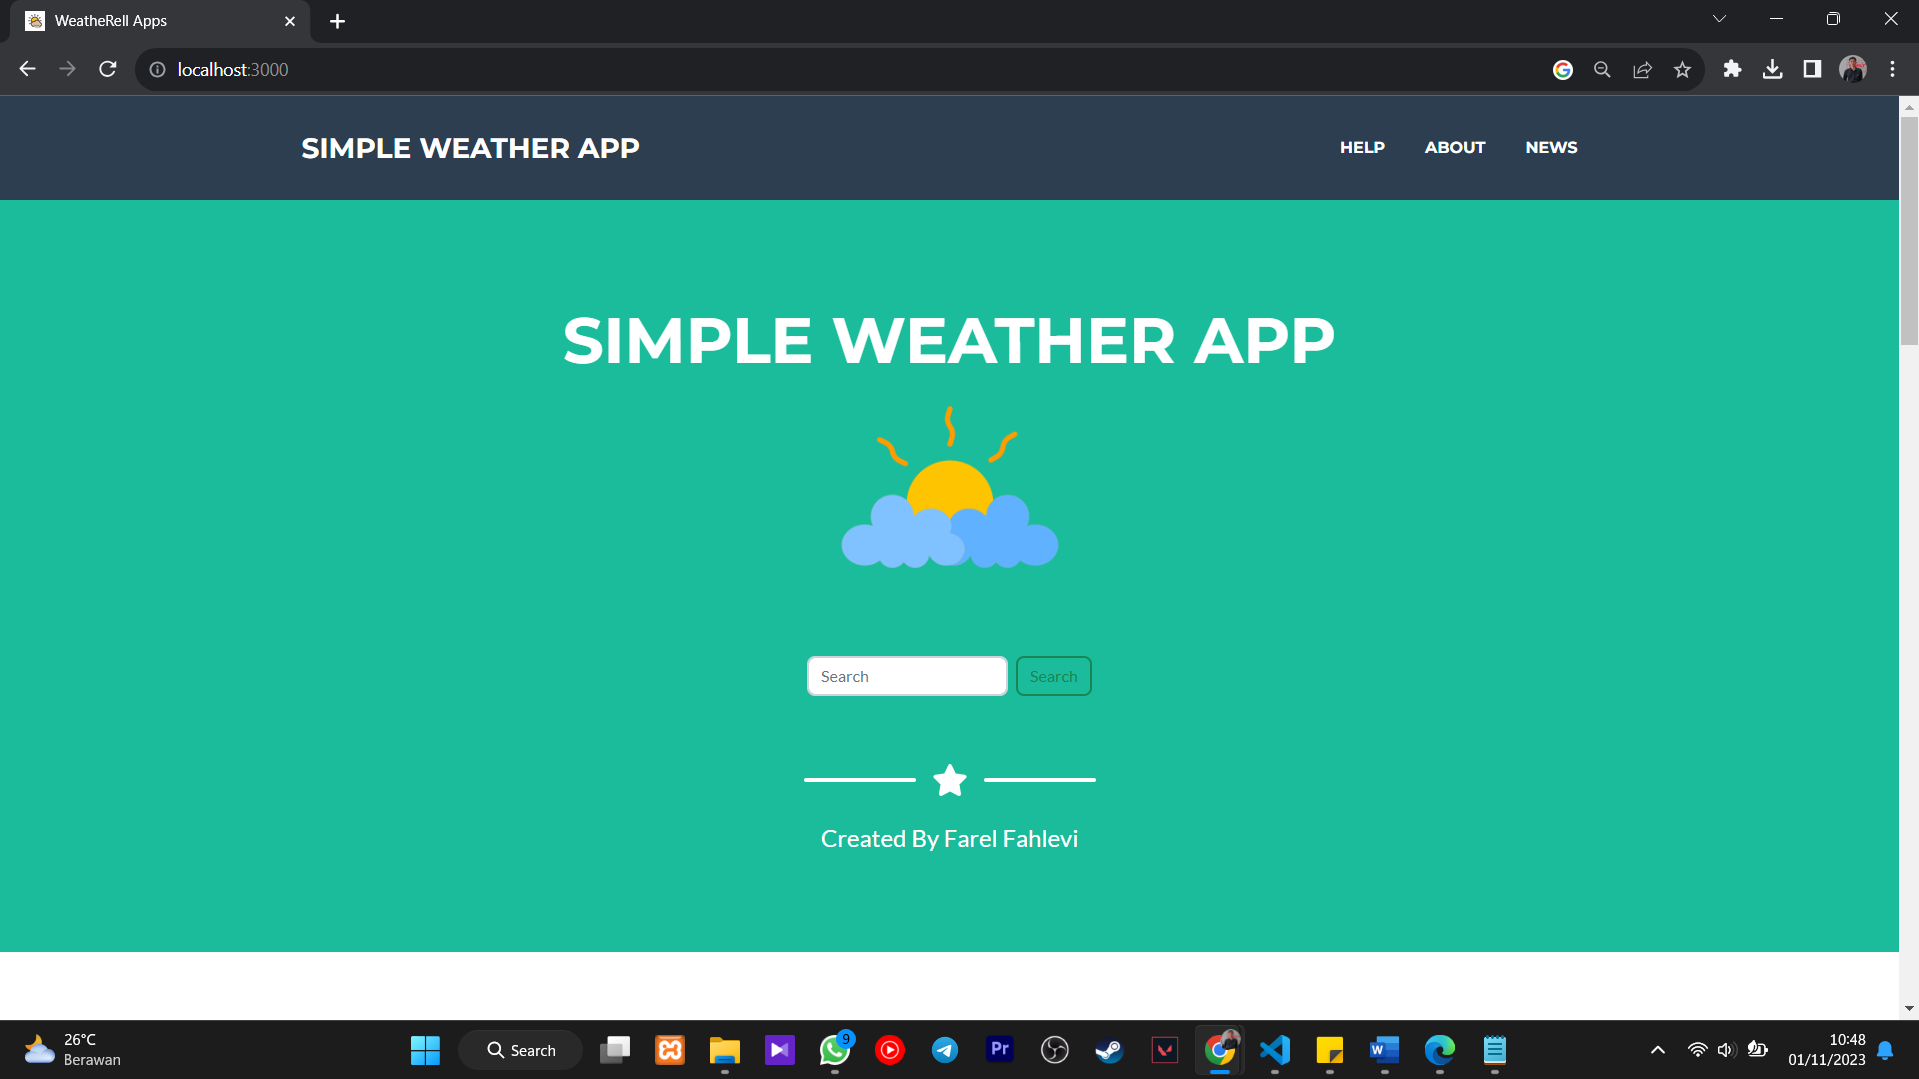 WeatheRell Apps
localhost:3000
SIMPLE WEATHER APP
HELP
ABOUT
NEWS
SIMPLE WEATHER APP
Search
Search
Created By Farel Fahlevi
26°C
Berawan
Search
9
Pr
W
10:48
01/11/2023